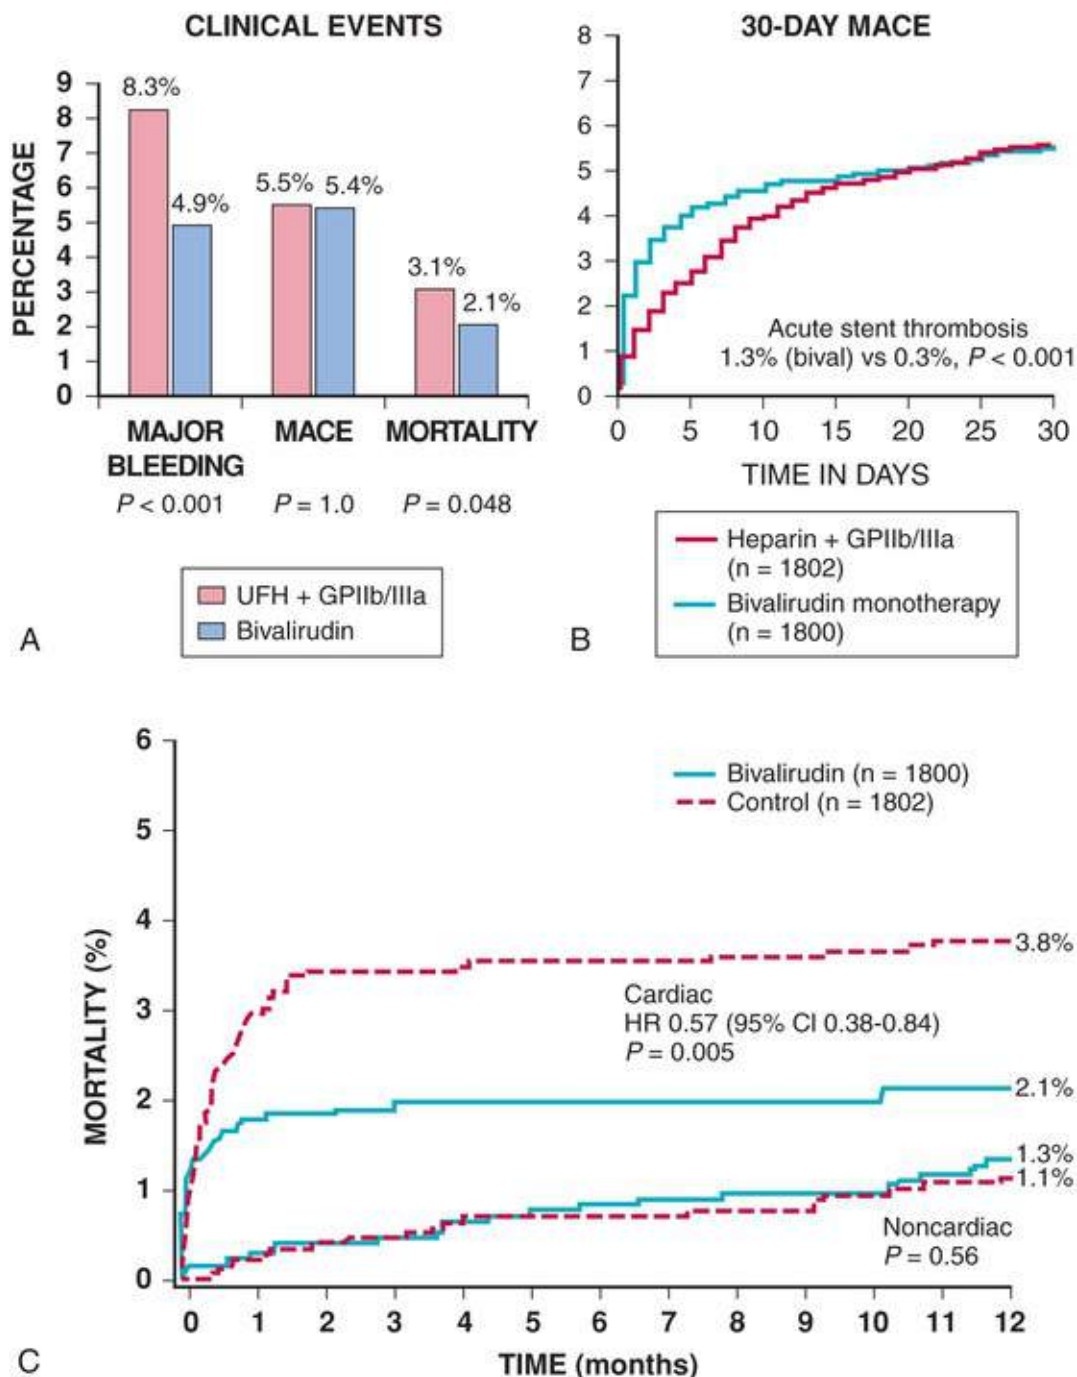 CLINICAL EVENTS
PERCENTAGE
9
8
7
6
5
4
3
2
1
0
8.3%
4.9%
5.5%
5.4%
3.1%
2.1%
MAJOR BLEEDING
MACE
MORTALITY
P < 0.001
P = 1.0
P = 0.048
UFH + GPIIb/IIIa
Bivalirudin
A
30-DAY MACE
8
7
6
5
4
3
2
1
0
Acute stent thrombosis
1.3% (bival) vs 0.3%, P < 0.001
0 5 10 15 20 25 30
TIME IN DAYS
Heparin + GPIIb/IIIa
(n = 1802)
Bivalirudin monotherapy
(n = 1800)
B
MORTALITY (%)
6
5
4
3
2
1
0
Bivalirudin (n = 1800)
Control (n = 1802)
3.8%
Cardiac
HR 0.57 (95% CI 0.38-0.84)
P = 0.005
2.1%
1.3%
1.1%
Noncardiac
P = 0.56
0 1 2 3 4 5 6 7 8 9 10 11 12
TIME (months)
C